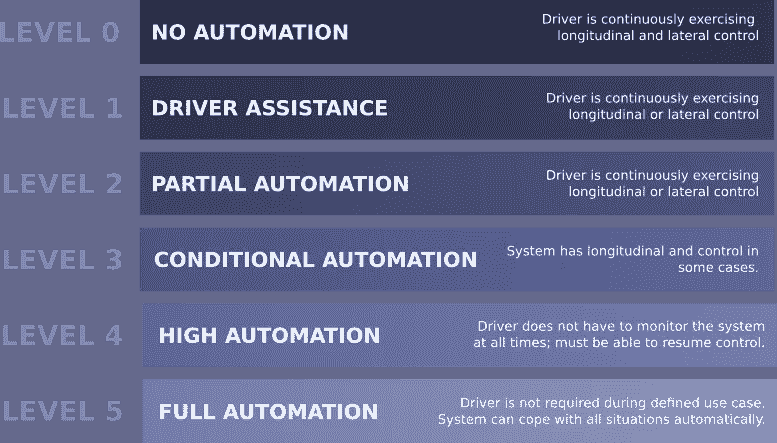 LEVEL 0
NO AUTOMATION
Driver is continuously exercising
longitudinal and lateral control
LEVEL 1
DRIVER ASSISTANCE
Driver is continuously exercising
longitudinal or lateral control
LEVEL 2
PARTIAL AUTOMATION
Driver is continuously exercising
longitudinal or lateral control
LEVEL 3
CONDITIONAL AUTOMATION
System has longitudinal and control in
some cases.
LEVEL 4
HIGH AUTOMATION
Driver does not have to monitor the system
at all times; must be able to resume control.
LEVEL 5
FULL AUTOMATION
Driver is not required during defined use case.
System can cope with all situations automatically.